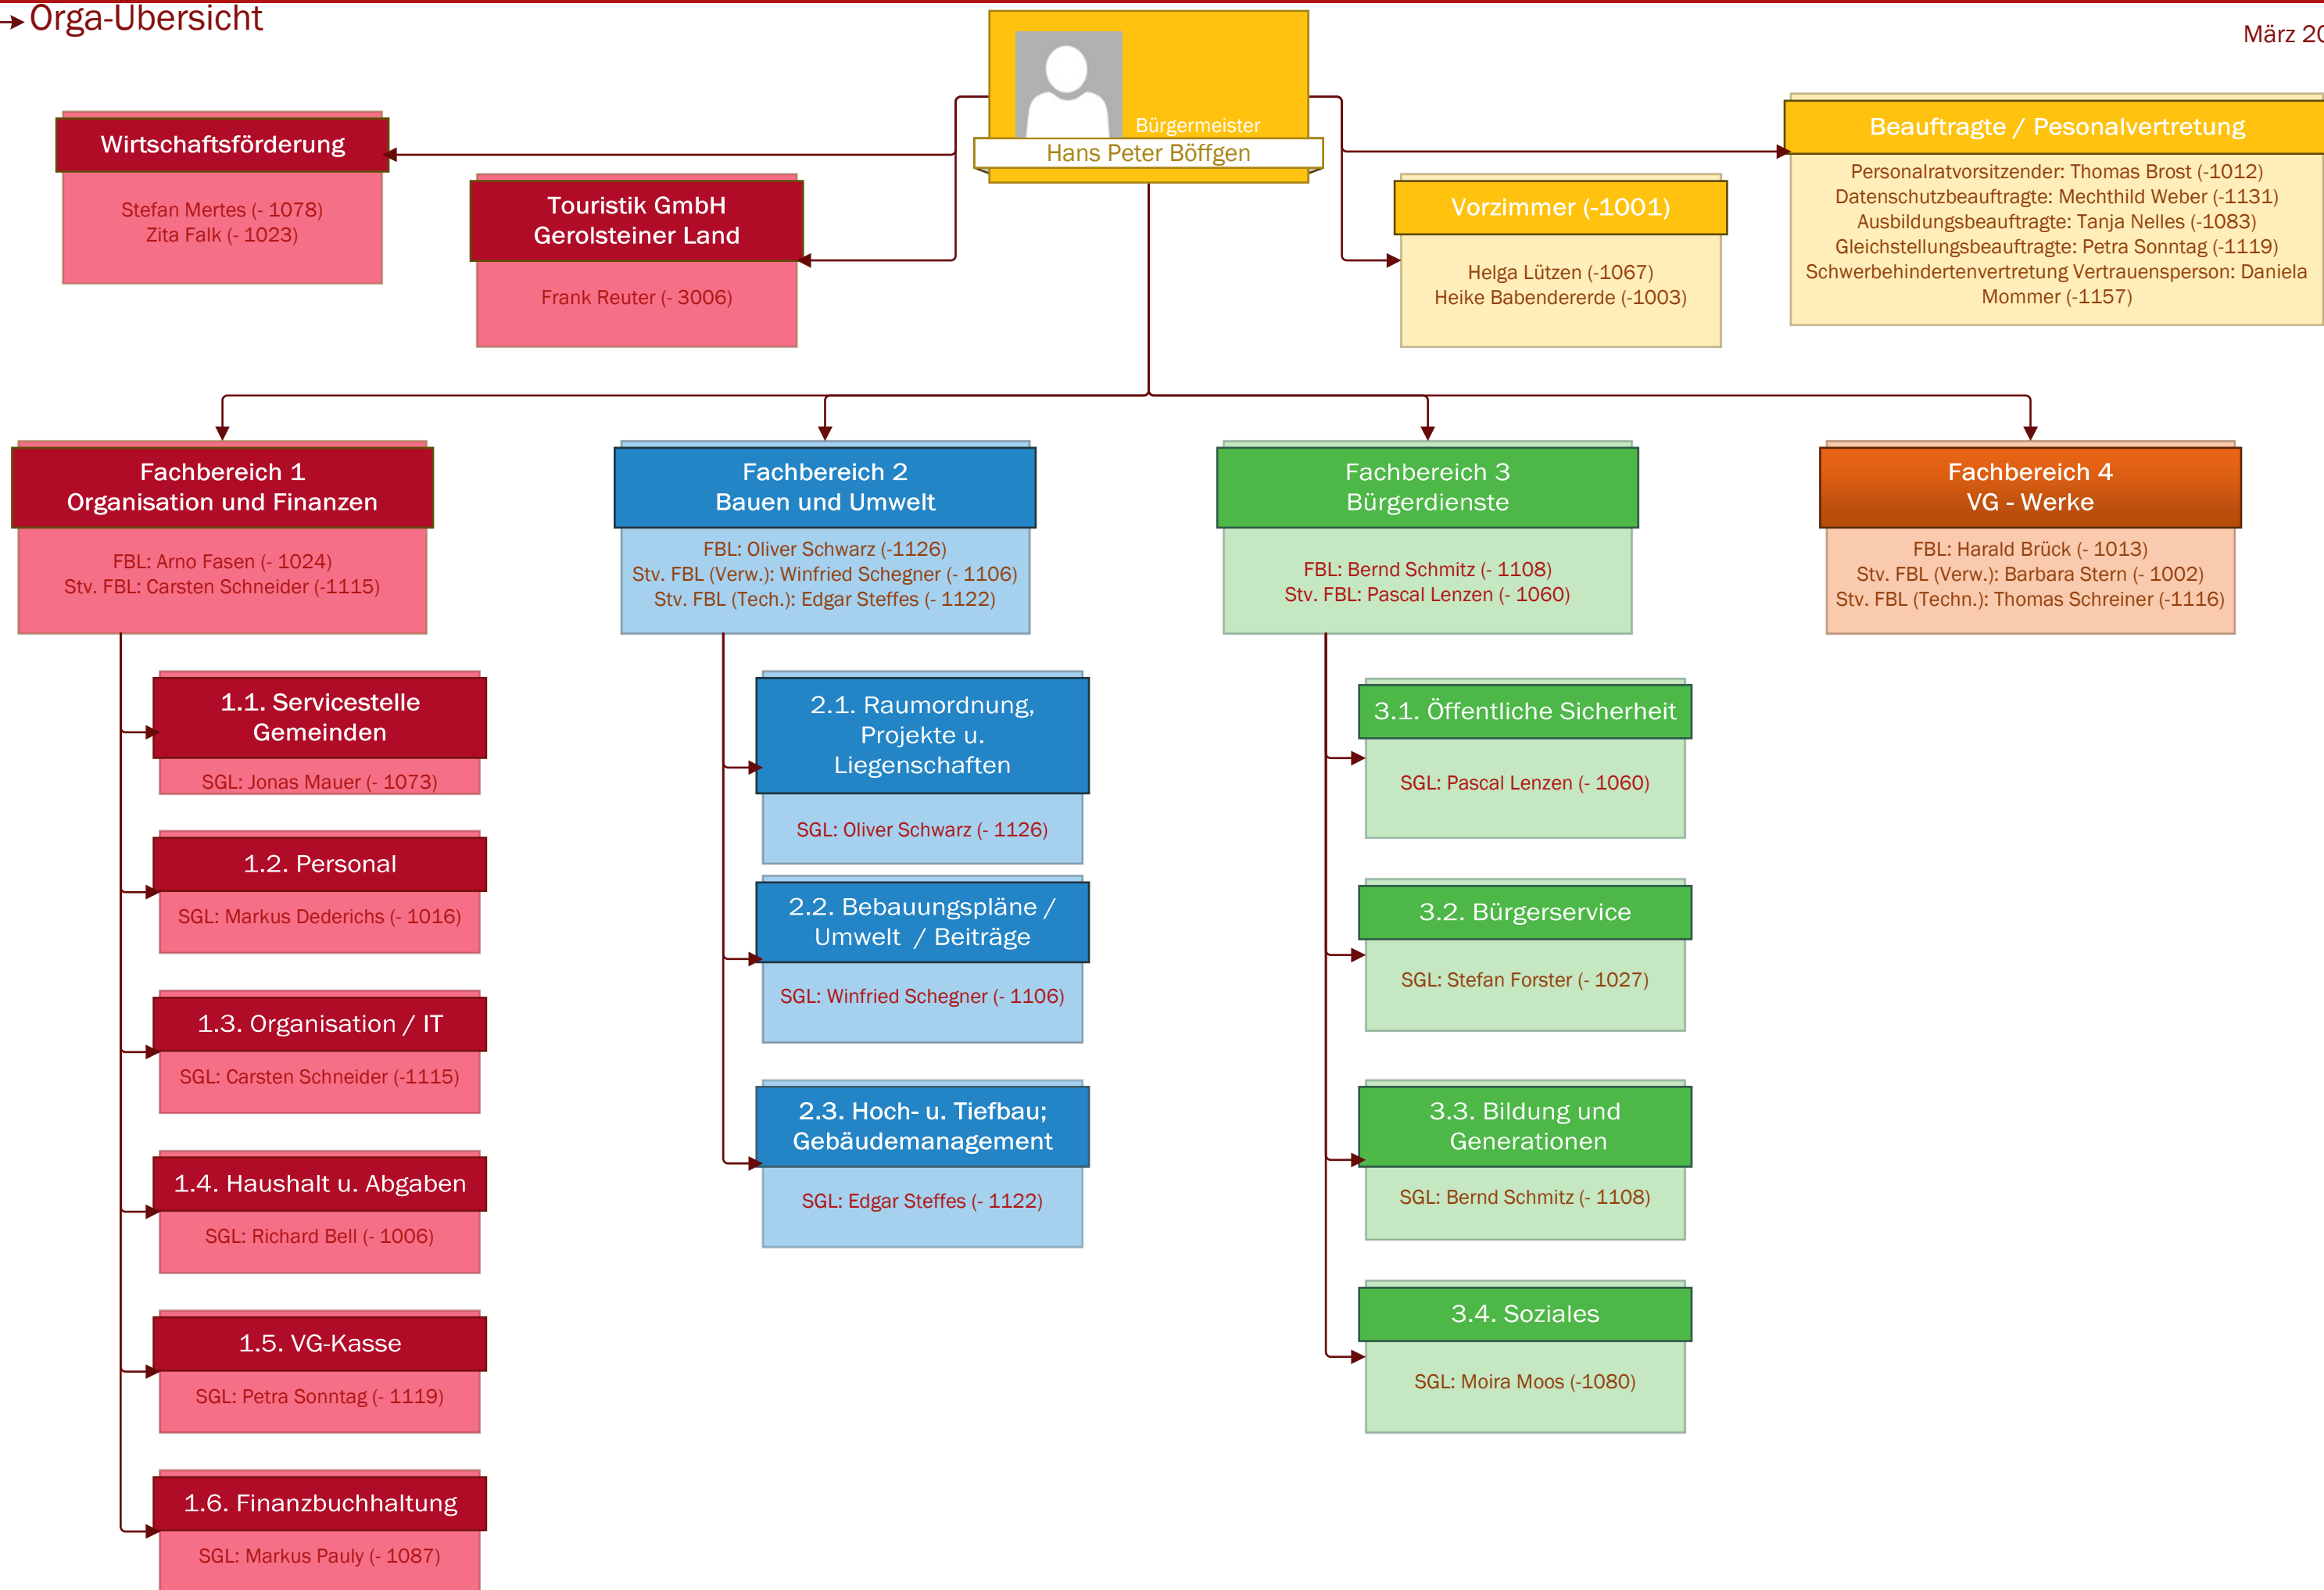 Orga-Übersicht
März 20
Bürgermeister
Hans Peter Böffgen
Wirtschaftsförderung
Stefan Mertes (- 1078)
Zita Falk (- 1023)
Touristik GmbH
Gerolsteiner Land
Frank Reuter (- 3006)
Vorzimmer (-1001)
Helga Lützen (-1067)
Heike Babendererde (-1003)
Beauftragte / Pesonalvertretung
Personalratvorsitzender: Thomas Brost (-1012)
Datenschutzbeauftragte: Mechthild Weber (-1131)
Ausbildungsbeauftragte: Tanja Nelles (-1083)
Gleichstellungsbeauftragte: Petra Sonntag (-1119)
Schwerbehindertenvertretung Vertrauensperson: Daniela
Mommer (-1157)
Fachbereich 1
Organisation und Finanzen
FBL: Arno Fasen (- 1024)
Stv. FBL: Carsten Schneider (-1115)
1.1. Servicestelle
Gemeinden
SGL: Jonas Mauer (- 1073)
1.2. Personal
SGL: Markus Dederichs (- 1016)
1.3. Organisation / IT
SGL: Carsten Schneider (-1115)
1.4. Haushalt u. Abgaben
SGL: Richard Bell (- 1006)
1.5. VG-Kasse
SGL: Petra Sonntag (- 1119)
1.6. Finanzbuchhaltung
SGL: Markus Pauly (- 1087)
Fachbereich 2
Bauen und Umwelt
FBL: Oliver Schwarz (-1126)
Stv. FBL (Verw.): Winfried Schegner (- 1106)
Stv. FBL (Tech.): Edgar Steffes (- 1122)
2.1. Raumordnung,
Projekte u.
Liegenschaften
SGL: Oliver Schwarz (- 1126)
2.2. Bebauungspläne /
Umwelt / Beiträge
SGL: Winfried Schegner (- 1106)
2.3. Hoch- u. Tiefbau;
Gebäudemanagement
SGL: Edgar Steffes (- 1122)
Fachbereich 3
Bürgerdienste
FBL: Bernd Schmitz (- 1108)
Stv. FBL: Pascal Lenzen (- 1060)
3.1. Öffentliche Sicherheit
SGL: Pascal Lenzen (- 1060)
3.2. Bürgerservice
SGL: Stefan Forster (- 1027)
3.3. Bildung und
Generationen
SGL: Bernd Schmitz (- 1108)
3.4. Soziales
SGL: Moira Moos (-1080)
Fachbereich 4
VG - Werke
FBL: Harald Brück (- 1013)
Stv. FBL (Verw.): Barbara Stern (- 1002)
Stv. FBL (Techn.): Thomas Schreiner (-1116)